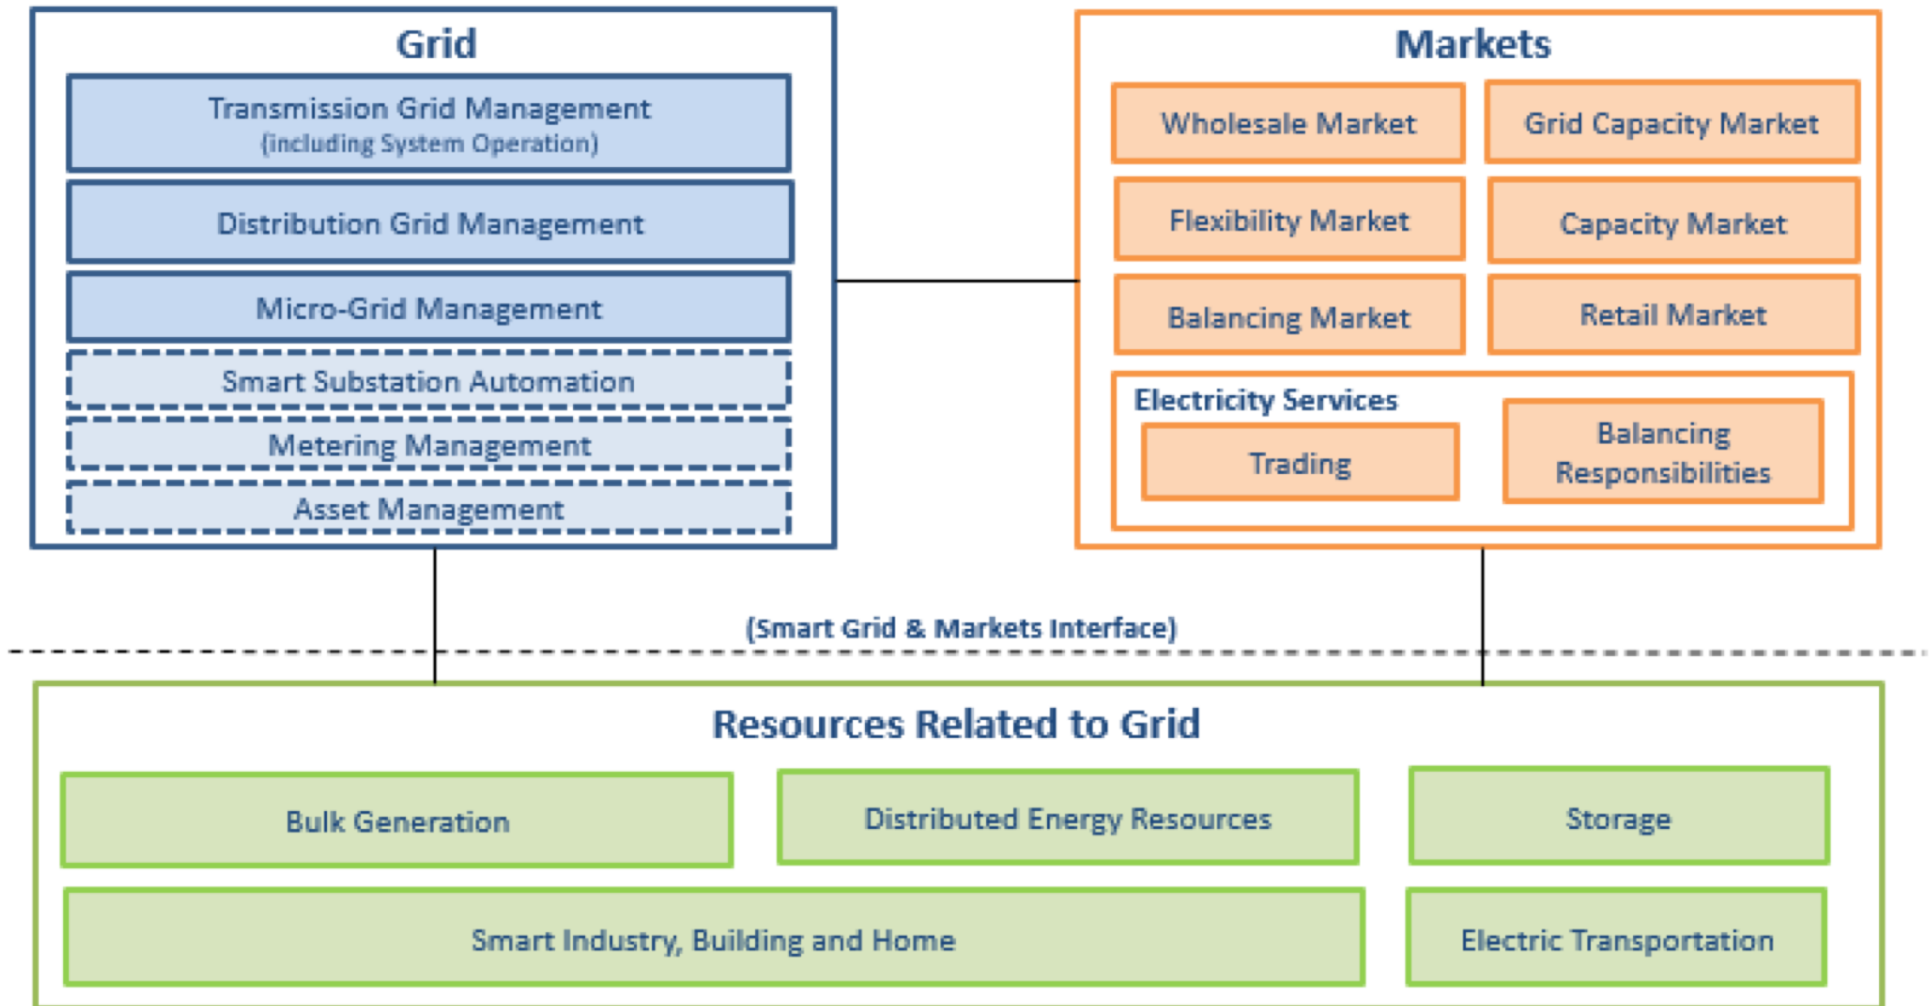 Grid
Transmission Grid Management
(including System Operation)
Distribution Grid Management
Micro-Grid Management
Smart Substation Automation
Metering Management
Asset Management
Markets
Wholesale Market
Grid Capacity Market
Flexibility Market
Capacity Market
Balancing Market
Retail Market
Electricity Services
Trading
Balancing
Responsibilities
(Smart Grid & Markets Interface)
Resources Related to Grid
Bulk Generation
Distributed Energy Resources
Storage
Smart Industry, Building and Home
Electric Transportation